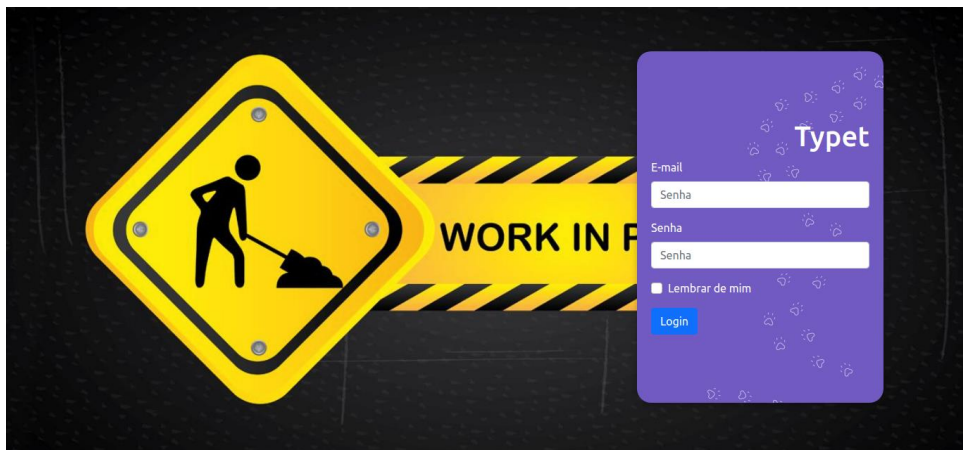 WORK IN P
Typet
E-mail
Senha
Senha
Senha
Lembrar de mim
Login